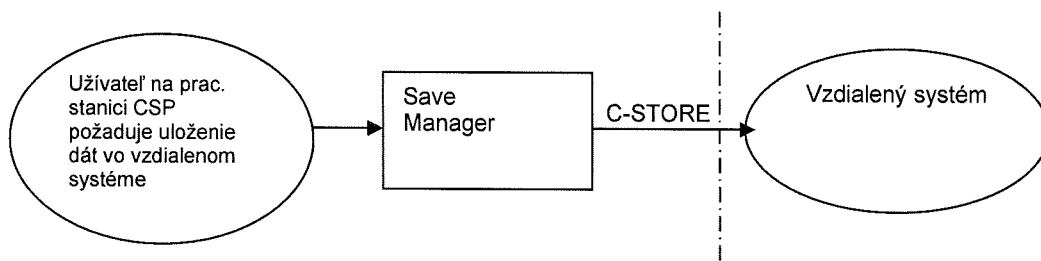 Užívateľ na prac.
stanici CSP
požaduje uloženie
dát vo vzdialenom
systéme
Save
Manager
C-STORE
Vzdialený systém